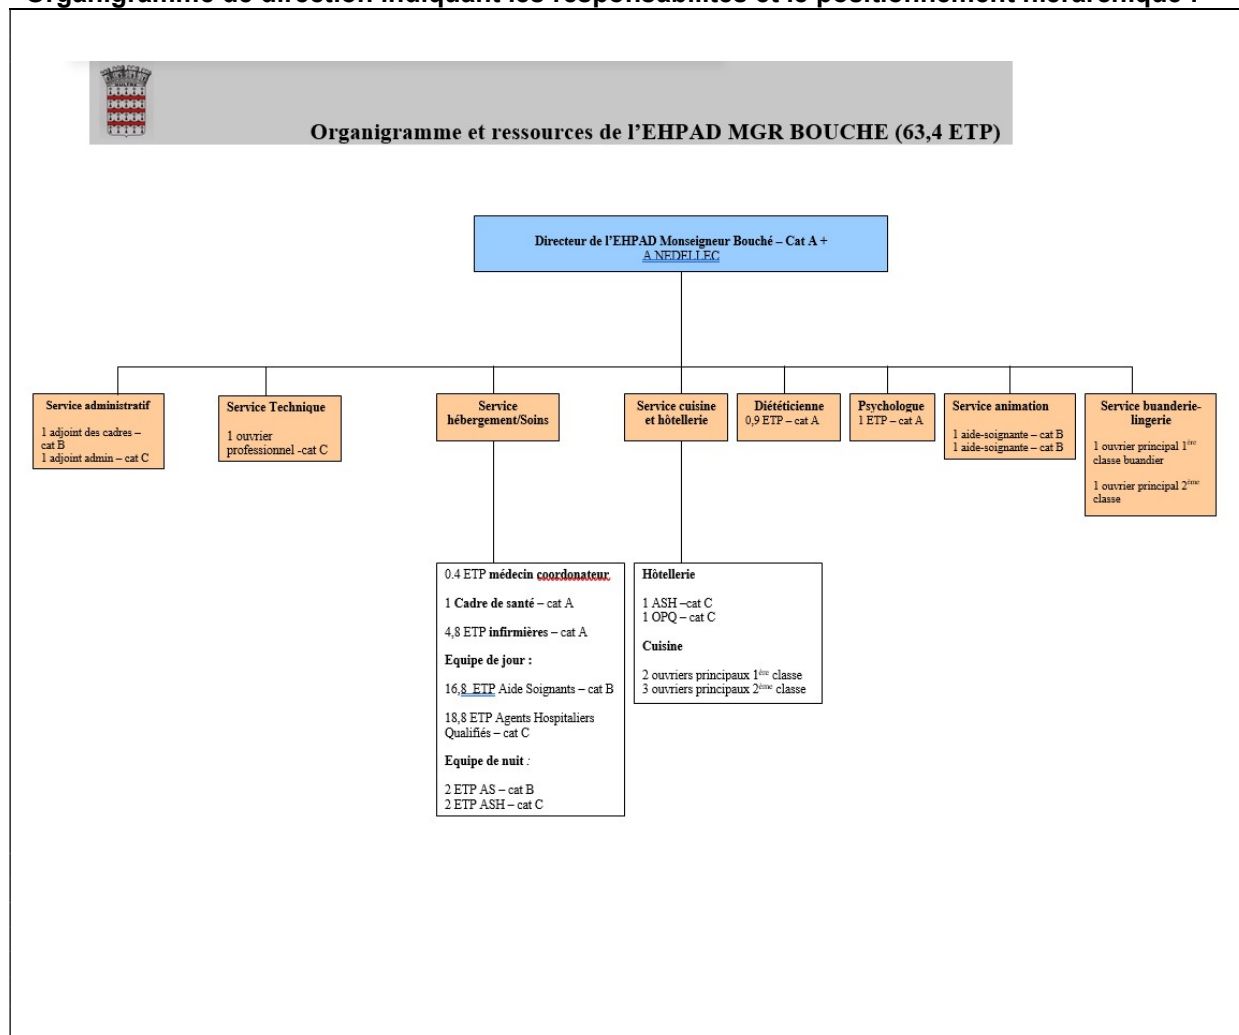 Organigramme de direction indiquant les responsabilités et le positionnement hiérarchique :
Organigramme et ressources de l'EHPAD MGR BOUCHE (63,4 ETP)
Directeur de l'EHPAD Monseigneur Bouché – Cat A +
A NEDELLEC
Service administratif
1 adjoint des cadres –
cat B
1 adjoint admin – cat C
Service Technique
1 ouvrier
professionnel -cat C
Service
hébergement/Soins
Service cuisine
et hôtellerie
Diététicienne
0,9 ETP – cat A
Psychologue
1 ETP – cat A
Service animation
1 aide-soignante – cat B
1 aide-soignante – cat B
Service buanderie-
lingerie
1 ouvrier principal 1ère
classe buandier
1 ouvrier principal 2ème
classe
0.4 ETP médecin coordonateur
1 Cadre de santé – cat A
4,8 ETP infirmières – cat A
Equipe de jour :
16,8 ETP Aide Soignants – cat B
18,8 ETP Agents Hospitaliers
Qualifiés – cat C
Equipe de nuit :
2 ETP AS – cat B
2 ETP ASH – cat C
Hôtellerie
1 ASH –cat C
1 OPQ – cat C
Cuisine
2 ouvriers principaux 1ère classe
3 ouvriers principaux 2ème classe